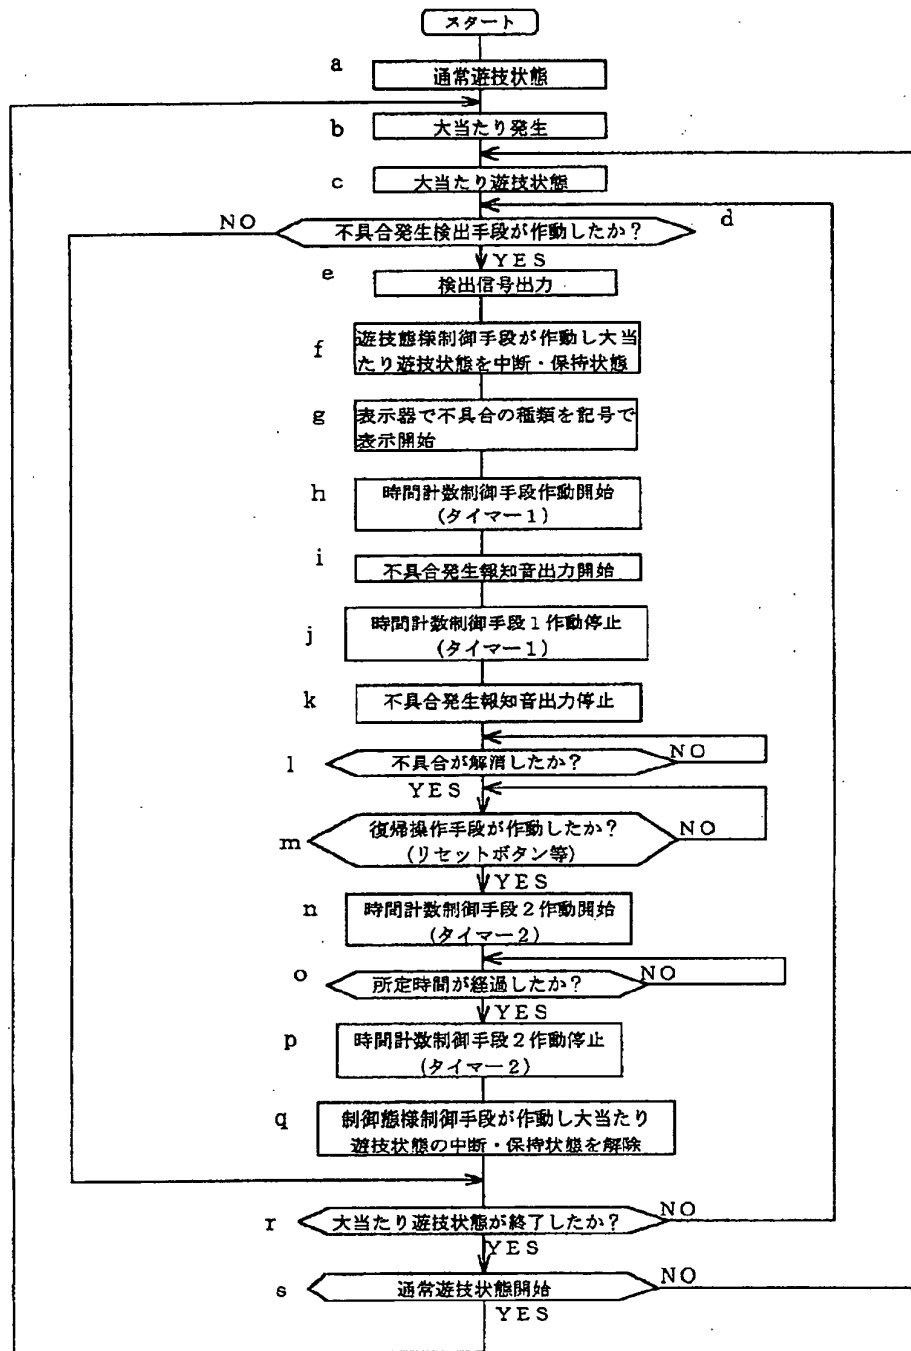 スタート
a
通常遊技状態
b
大当たり発生
c
大当たり遊技状態
d
NO
不具合発生検出手段が作動したか？
YES
e
検出信号出力
f
遊技態様制御手段が作動し大当
たり遊技状態を中断・保持状態
g
表示器で不具合の種類を記号で
表示開始
h
時間計数制御手段作動開始
(タイマー1)
i
不具合発生報知音出力開始
j
時間計数制御手段1作動停止
(タイマー1)
k
不具合発生報知音出力停止
l
不具合が解消したか？
NO
YES
m
復帰操作手段が作動したか？
(リセットボタン等)
NO
YES
n
時間計数制御手段2作動開始
(タイマー2)
o
所定時間が経過したか？
NO
YES
p
時間計数制御手段2作動停止
(タイマー2)
q
制御態様制御手段が作動し大当たり
遊技状態の中断・保持状態を解除
r
大当たり遊技状態が終了したか？
NO
YES
s
通常遊技状態開始
NO
YES